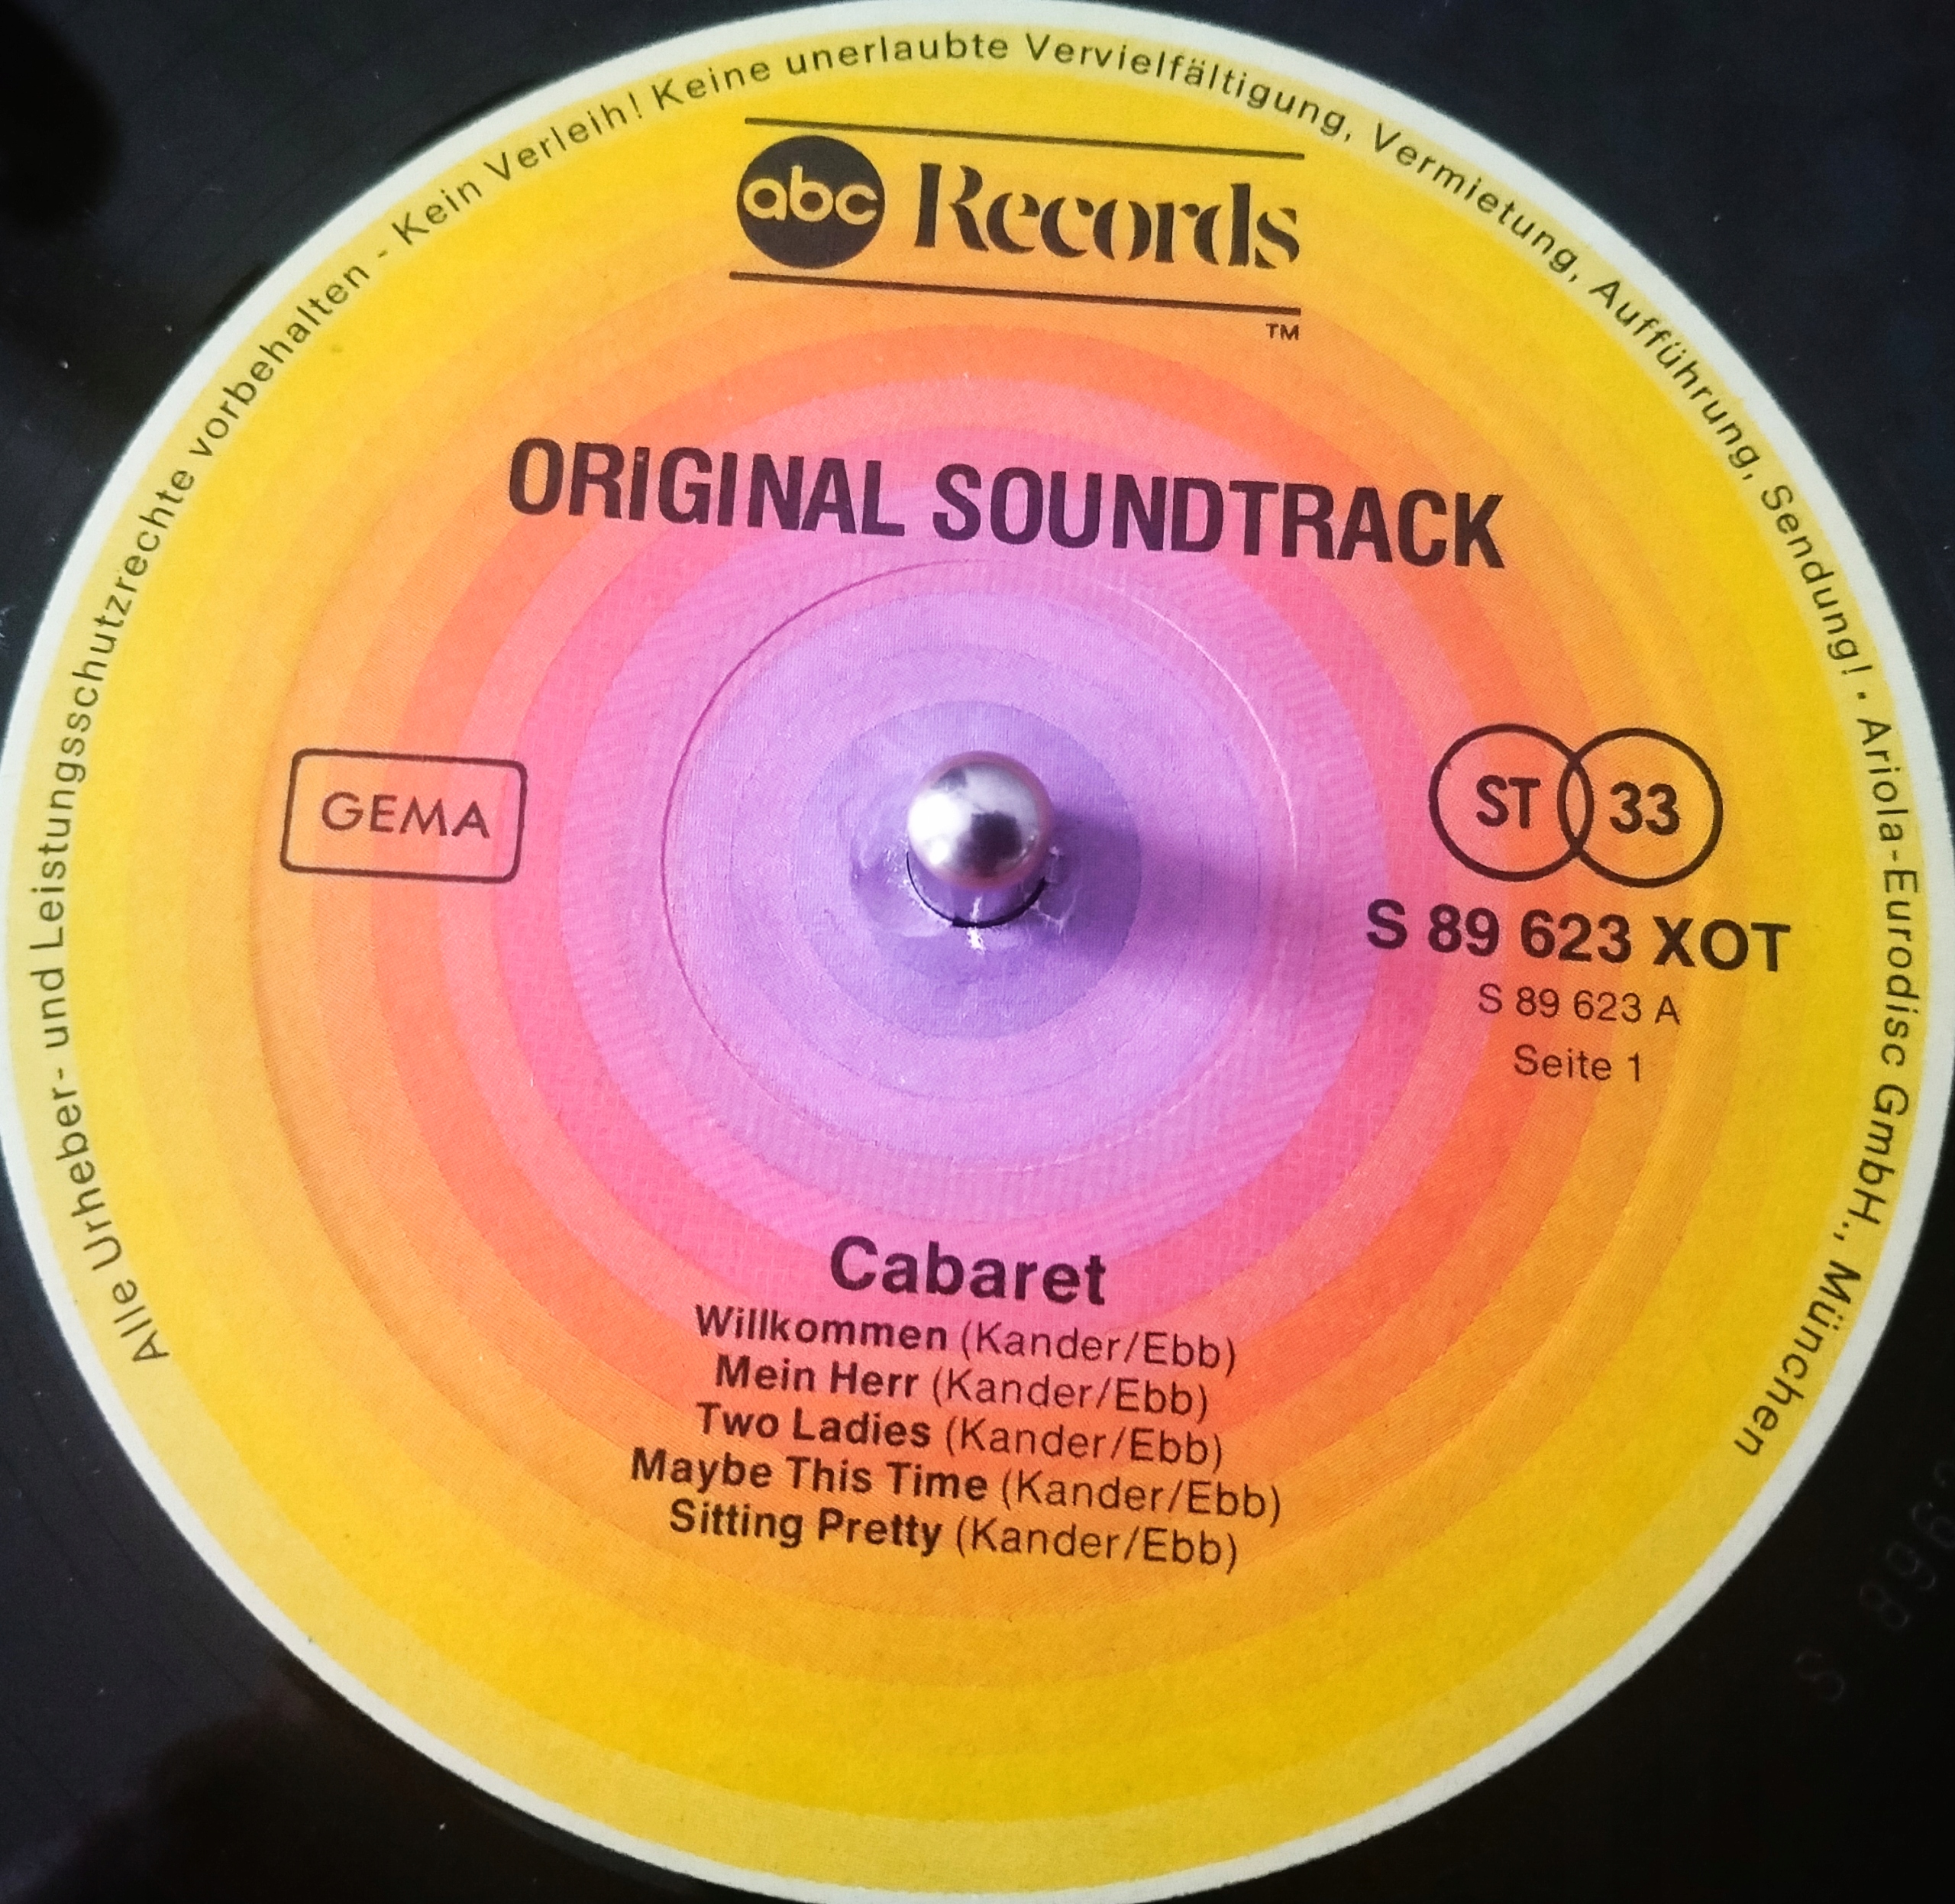 Alle Urheber- und Leistungsschutzrechte vorbehalten - Kein Verleih! Keine unerlaubte Vervielfältigung, Vermietung, Aufführung, Sendung! · Ariola-Eurodisc GmbH., München
abc Records
TM
ORIGINAL SOUNDTRACK
GEMA
ST 33
S 89 623 XOT
S 89 623 A
Seite 1
Cabaret
Willkommen (Kander/Ebb)
Mein Herr (Kander/Ebb)
Two Ladies (Kander/Ebb)
Maybe This Time (Kander/Ebb)
Sitting Pretty (Kander/Ebb)